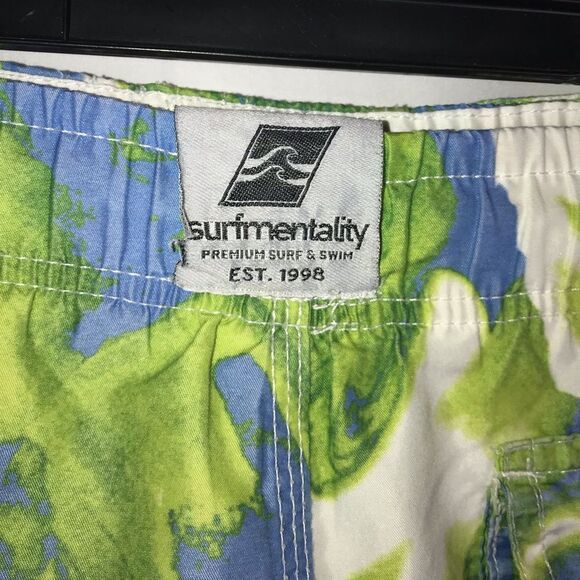 surfmentality
PREMIUM SURF & SWIM
EST. 1998